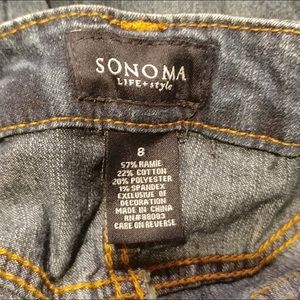 SONOMA
LIFE + style
8
57% RAMIE
22% COTTON
20% POLYESTER
1% SPANDEX
EXCLUSIVE OF
DECORATION
MADE IN CHINA
RN#88083
CARE ON REVERSE